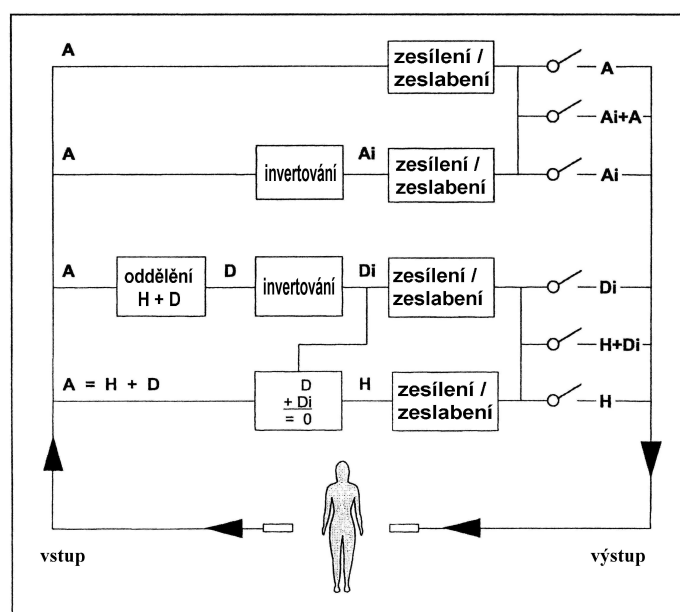 A
zesílení /
zeslabení
A
Ai+A
A
invertování
Ai
zesílení /
zeslabení
Ai
A
oddělění
H + D
D
invertování
Di
zesílení /
zeslabení
Di
H+Di
A = H + D
D
+ Di
= 0
H
zesílení /
zeslabení
H
vstup
výstup